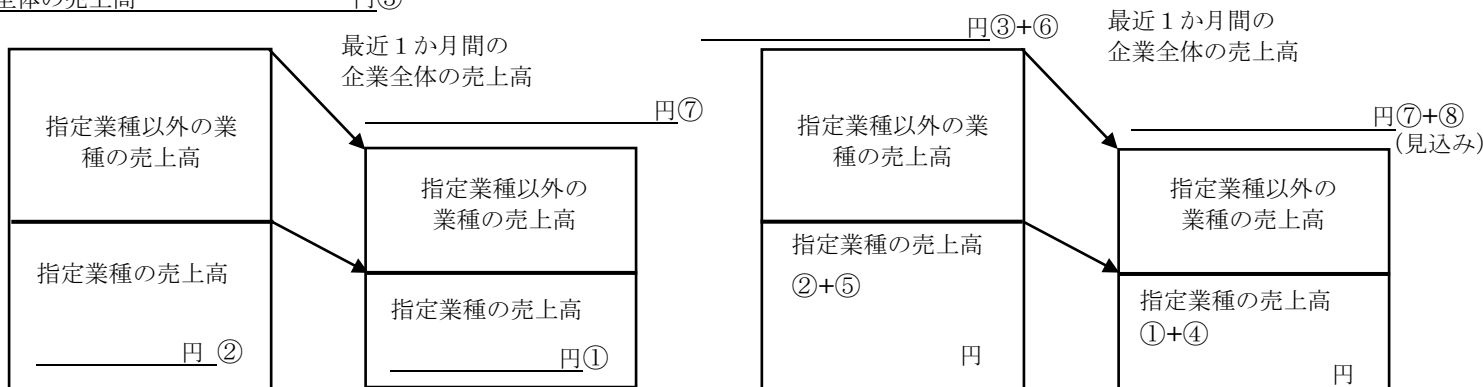 全体の売上高 円③
最近１か月間の
企業全体の売上高
円⑦
指定業種以外の業
種の売上高
指定業種以外の
業種の売上高
指定業種の売上高
円 ②
指定業種の売上高
円①
円③+⑥
最近１か月間の
企業全体の売上高
円⑦+⑧
(見込み)
指定業種以外の業
種の売上高
指定業種以外の
業種の売上高
指定業種の売上高
②+⑤
円
指定業種の売上高
①+④
円